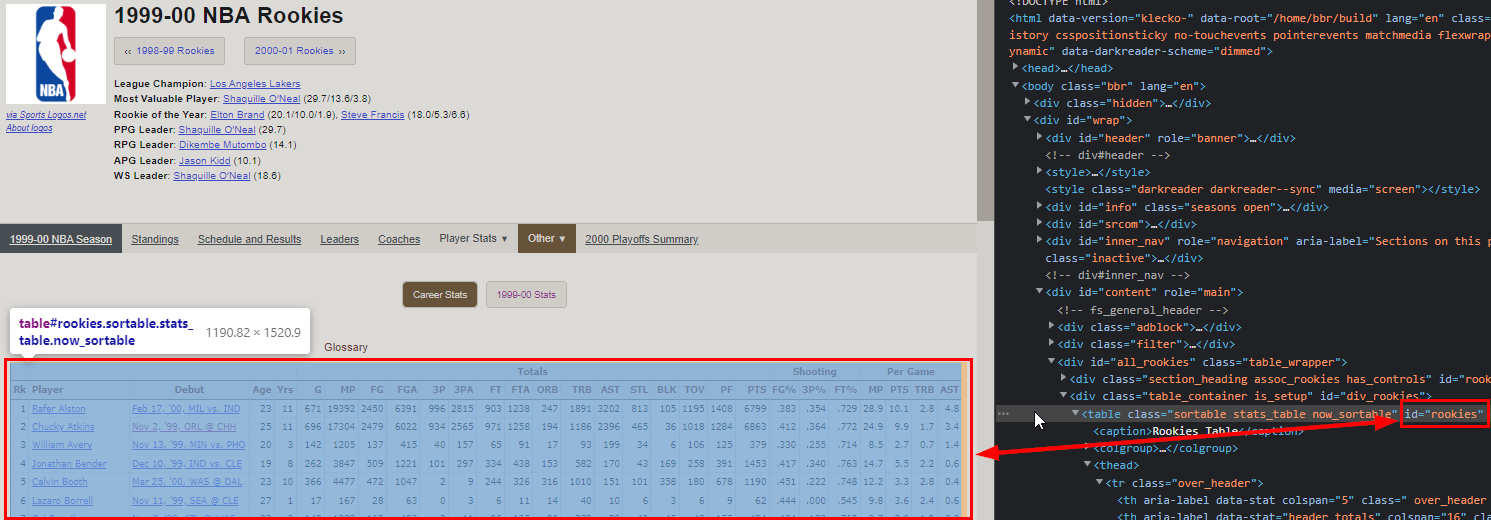 1999-00 NBA Rookies
‹‹ 1998-99 Rookies
2000-01 Rookies ››
NBA
via Sports Logos.net
About logos
League Champion: Los Angeles Lakers
Most Valuable Player: Shaquille O'Neal (29.7/13.6/3.8)
Rookie of the Year: Elton Brand (20.1/10.0/1.9), Steve Francis (18.0/5.3/6.6)
PPG Leader: Shaquille O'Neal (29.7)
RPG Leader: Dikembe Mutombo (14.1)
APG Leader: Jason Kidd (10.1)
WS Leader: Shaquille O'Neal (18.6)
1999-00 NBA Season Standings Schedule and Results Leaders Coaches Player Stats ▼ Other ▼ 2000 Playoffs Summary
Career Stats 1999-00 Stats
table#rookies.sortable.stats_
table.now_sortable
1190.82 × 1520.9
Glossary
Totals Shooting Per Game
Rk Player Debut Age Yrs G MP FG FGA 3P 3PA FT FTA ORB TRB AST STL BLK TOV PF PTS FG% 3P% FT% MP PTS TRB AST
1 Rafer Alston Feb 17, '00, MIL vs. IND 23 11 671 19392 2450 6391 996 2815 903 1238 247 1891 3202 813 105 1195 1408 6799 .383 .354 .729 28.9 10.1 2.8 4.8
2 Chucky Atkins Nov 2, '99, ORL @ CHH 25 11 696 17304 2479 6022 934 2565 971 1258 194 1186 2396 465 36 1018 1284 6863 .412 .364 .772 24.9 9.9 1.7 3.4
3 William Avery Nov 13, '99, MIN vs. PHO 20 3 142 1205 137 415 40 157 65 91 17 93 199 34 6 106 125 379 .330 .255 .714 8.5 2.7 0.7 1.4
4 Jonathan Bender Dec 10, '99, IND vs. CLE 19 8 262 3847 509 1221 101 297 334 438 153 582 170 43 169 258 391 1453 .417 .340 .763 14.7 5.5 2.2 0.6
5 Calvin Booth Mar 25, '00, WAS @ DAL 23 10 366 4477 472 1047 2 9 244 326 316 1010 151 101 358 180 678 1190 .451 .222 .748 12.2 3.3 2.8 0.4
6 Lazaro Borrell Nov 11, '99, SEA @ CLE 27 1 17 167 28 63 0 3 6 11 14 40 10 6 3 6 9 62 .444 .000 .545 9.8 3.6 2.4 0.6
<!DOCTYPE html>
<html data-version="klecko-" data-root="/home/bbr/build" lang="en" class=
istory csspositionsticky no-touchevents pointerevents matchmedia flexwrap
ynamic" data-darkreader-scheme="dimmed">
<head>…</head>
<body class="bbr" lang="en">
<div class="hidden">…</div>
<div id="wrap">
<div id="header" role="banner">…</div>
<!-- div#header -->
<style>…</style>
<style class="darkreader darkreader--sync" media="screen"></style>
<div id="info" class="seasons open">…</div>
<div id="srcom">…</div>
<div id="inner_nav" role="navigation" aria-label="Sections on this p
class="inactive">…</div>
<!-- div#inner_nav -->
<div id="content" role="main">
<!-- fs_general_header -->
<div class="adblock">…</div>
<div class="filter">…</div>
<div id="all_rookies" class="table_wrapper">
<div class="section_heading assoc_rookies has_controls" id="rook
<div class="table_container is_setup" id="div_rookies">
<table class="sortable stats_table now_sortable" id="rookies"
<caption>Rookies Table</caption>
<colgroup>…</colgroup>
<thead>
<tr class="over_header">
<th aria-label data-stat colspan="5" class=" over_header
<th aria-label data-stat="header_totals" colspan="16" clas